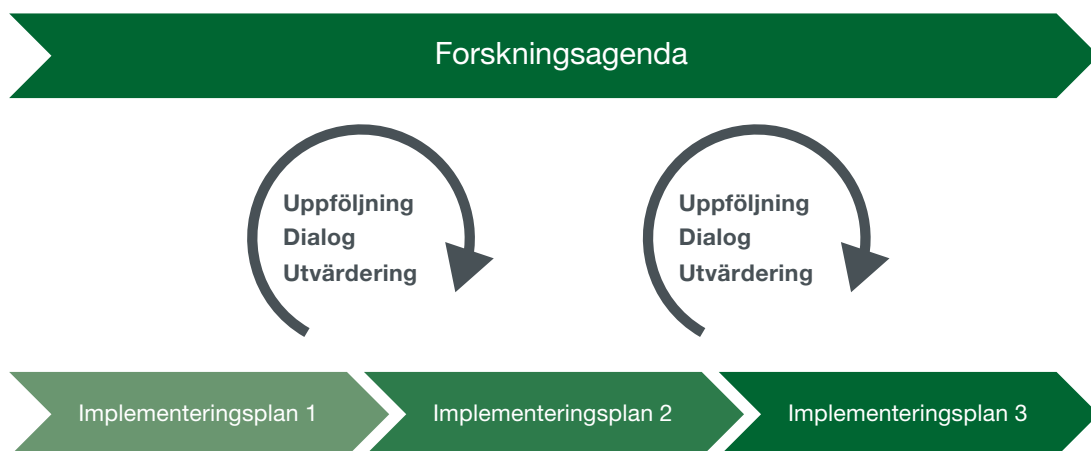 Forskningsagenda
Uppföljning
Dialog
Utvärdering
Uppföljning
Dialog
Utvärdering
Implementeringsplan 1
Implementeringsplan 2
Implementeringsplan 3